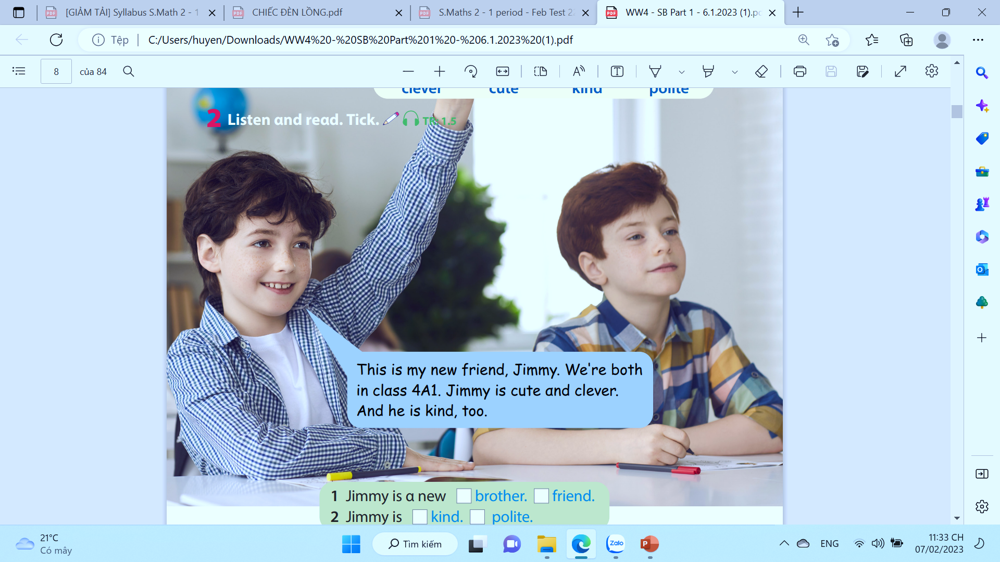 [GIẢM TẢI] Syllabus S.Math 2 - 1
CHIẾC ĐÈN LỒNG.pdf
S.Maths 2 - 1 period - Feb Test 22
WW4 - SB Part 1 - 6.1.2023 (1).pd
Tệp
C:/Users/huyen/Downloads/WW4%20-%20SB%20Part%201%20-%206.1.2023%20(1).pdf
8 của 84
clever cute kind polite
2 Listen and read. Tick. TR: 1.5
This is my new friend, Jimmy. We're both
in class 4A1. Jimmy is cute and clever.
And he is kind, too.
1 Jimmy is a new brother. friend.
2 Jimmy is kind. polite.
21°C
Có mây
Tìm kiếm
Zalo
ENG
11:33 CH
07/02/2023